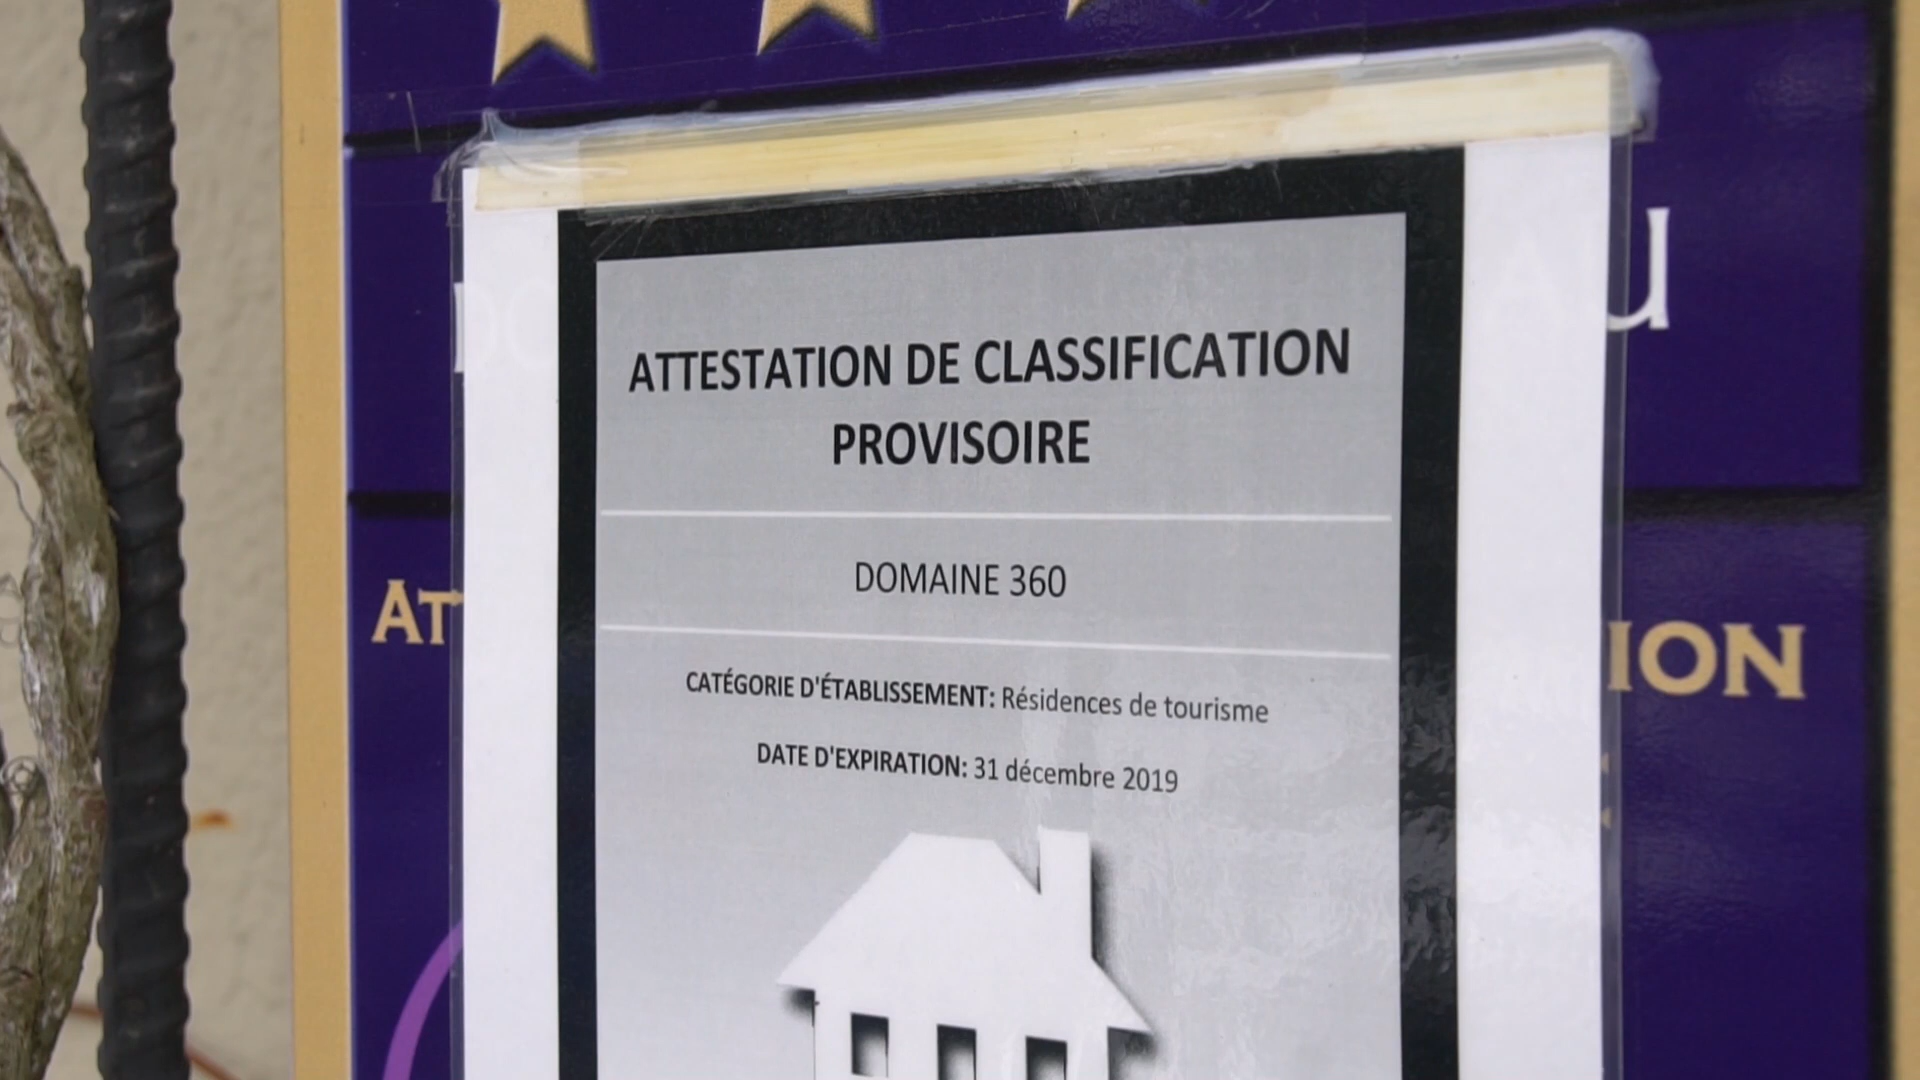 ATTESTATION DE CLASSIFICATION
PROVISOIRE
DOMAINE 360
CATÉGORIE D'ÉTABLISSEMENT: Résidences de tourisme
DATE D'EXPIRATION: 31 décembre 2019